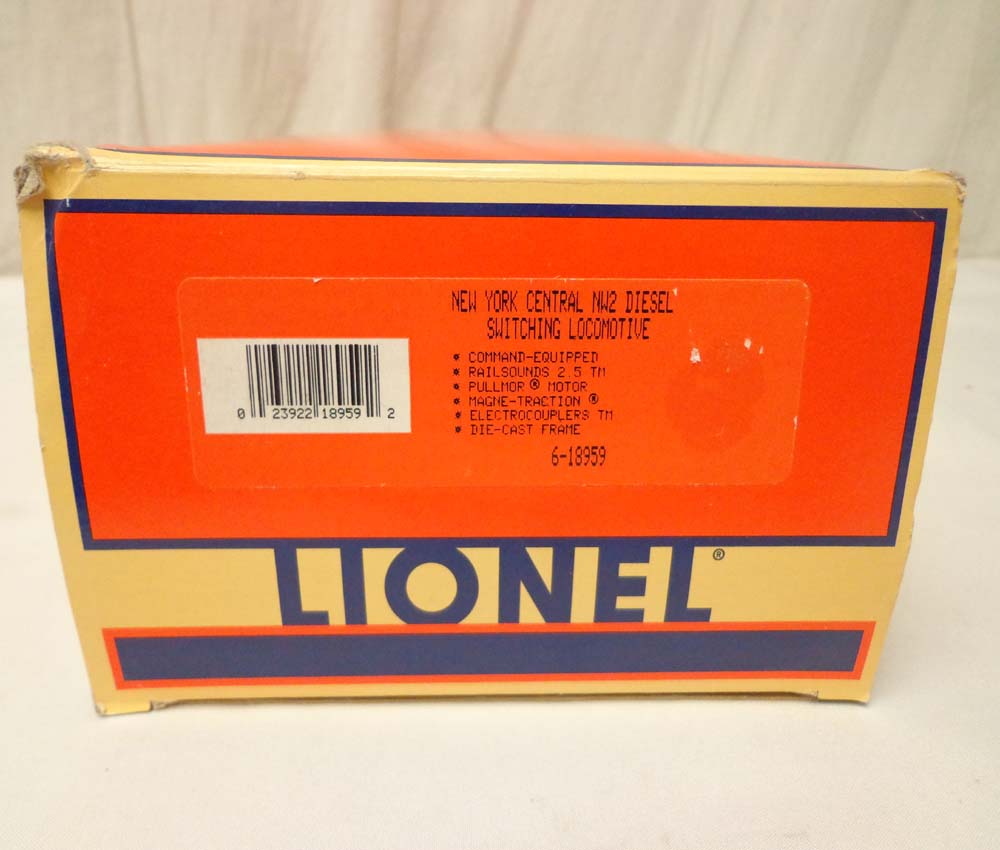 NEW YORK CENTRAL NW2 DIESEL
SWITCHING LOCOMOTIVE
* COMMAND-EQUIPPED
* RAILSOUNDS 2.5 TM
* PULLMOR ® MOTOR
* MAGNE-TRACTION ®
* ELECTROCOUPLERS TM
* DIE-CAST FRAME
6-18959
0 23922 18959 2
LIONEL®